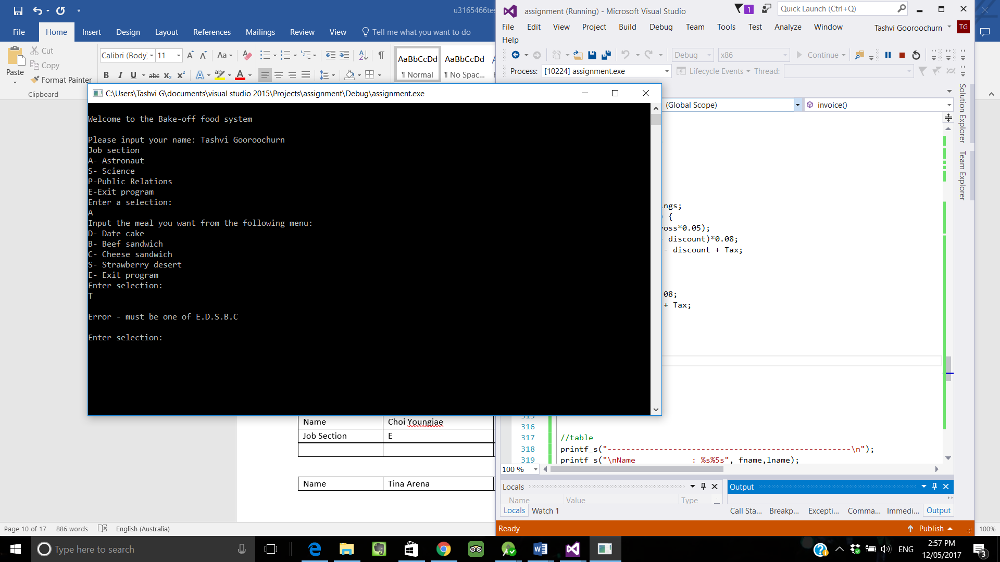 u3165466tes
File
Home
Insert
Design
Layout
References
Mailings
Review
View
Tell me what you want to do
Paste
Cut
Copy
Format Painter
Clipboard
Calibri (Body)
11
Aa
B I U abc x₂ x²
AaBbCcDd
¶ Normal
AaBbCcDd
¶ No Spac...
assignment (Running) - Microsoft Visual Studio
1
Quick Launch (Ctrl+Q)
File Edit View Project Build Debug Team Tools Test Analyze Window
Tashvi Gooroochurn
TG
Help
Debug
x86
Continue
Process: [10224] assignment.exe
Lifecycle Events
Thread:
Solution Explorer
Team Explorer
(Global Scope)
invoice()
C:\Users\Tashvi G\documents\visual studio 2015\Projects\assignment\Debug\assignment.exe
Welcome to the Bake-off food system
Please input your name: Tashvi Gooroochurn
Job section
A- Astronaut
S- Science
P-Public Relations
E-Exit program
Enter a selection:
A
Input the meal you want from the following menu:
D- Date cake
B- Beef sandwich
C- Cheese sandwich
S- Strawberry desert
E- Exit program
Enter selection:
T
Error - must be one of E.D.S.B.C
Enter selection:
ngs;
{
oss*0.05);
discount)*0.08;
- discount + Tax;
08;
+ Tax;
315
316
317 //table
318 printf_s("----------------------------------------------------\n");
319 printf_s("\nName : %s%5s", fname,lname);
100 %
Name Choi Youngjae
Job Section E
Name Tina Arena
Locals
Name Value Type
Locals Watch 1
Output
Call Sta... Breakp... Excepti... Comma... Immedi... Output
Page 10 of 17 886 words English (Australia)
Ready
Publish
100%
Type here to search
ENG
2:57 PM
12/05/2017
3